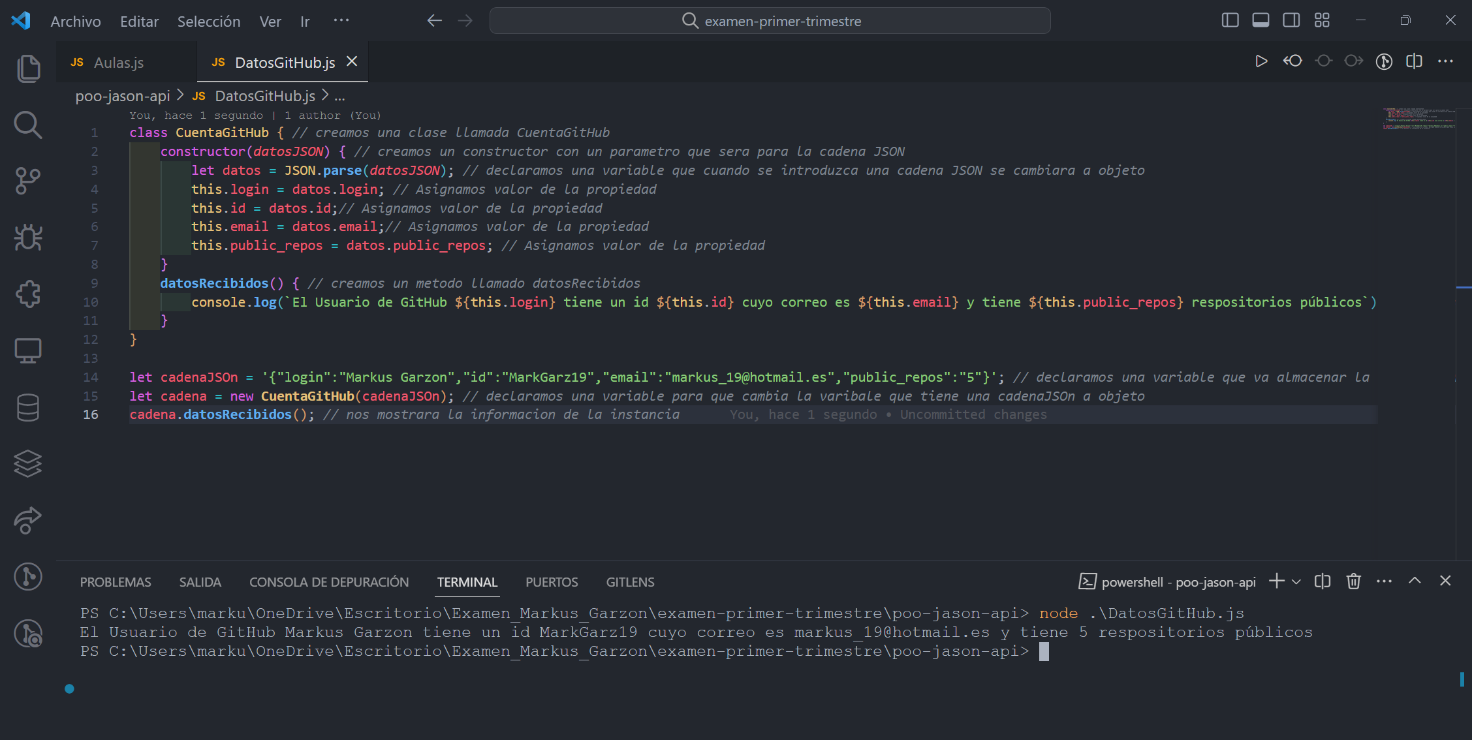 Archivo Editar Selección Ver Ir ··· examen-primer-trimestre
JS Aulas.js JS DatosGitHub.js
poo-jason-api > JS DatosGitHub.js > ...
You, hace 1 segundo | 1 author (You)
1 class CuentaGitHub { // creamos una clase llamada CuentaGitHub
2 constructor(datosJSON) { // creamos un constructor con un parametro que sera para la cadena JSON
3 let datos = JSON.parse(datosJSON); // declaramos una variable que cuando se introduzca una cadena JSON se cambiara a objeto
4 this.login = datos.login; // Asignamos valor de la propiedad
5 this.id = datos.id;// Asignamos valor de la propiedad
6 this.email = datos.email;// Asignamos valor de la propiedad
7 this.public_repos = datos.public_repos; // Asignamos valor de la propiedad
8 }
9 datosRecibidos() { // creamos un metodo llamado datosRecibidos
10 console.log(`El Usuario de GitHub ${this.login} tiene un id ${this.id} cuyo correo es ${this.email} y tiene ${this.public_repos} respositorios públicos`)
11 }
12 }
13
14 let cadenaJSOn = '{"login":"Markus Garzon","id":"MarkGarz19","email":"markus_19@hotmail.es","public_repos":"5"}'; // declaramos una variable que va almacenar la
15 let cadena = new CuentaGitHub(cadenaJSOn); // declaramos una variable para que cambia la varibale que tiene una cadenaJSOn a objeto
16 cadena.datosRecibidos(); // nos mostrara la informacion de la instancia You, hace 1 segundo • Uncommitted changes
PROBLEMAS SALIDA CONSOLA DE DEPURACIÓN TERMINAL PUERTOS GITLENS powershell - poo-jason-api
PS C:\Users\marku\OneDrive\Escritorio\Examen_Markus_Garzon\examen-primer-trimestre\poo-jason-api> node .\DatosGitHub.js
El Usuario de GitHub Markus Garzon tiene un id MarkGarz19 cuyo correo es markus_19@hotmail.es y tiene 5 respositorios públicos
PS C:\Users\marku\OneDrive\Escritorio\Examen_Markus_Garzon\examen-primer-trimestre\poo-jason-api>